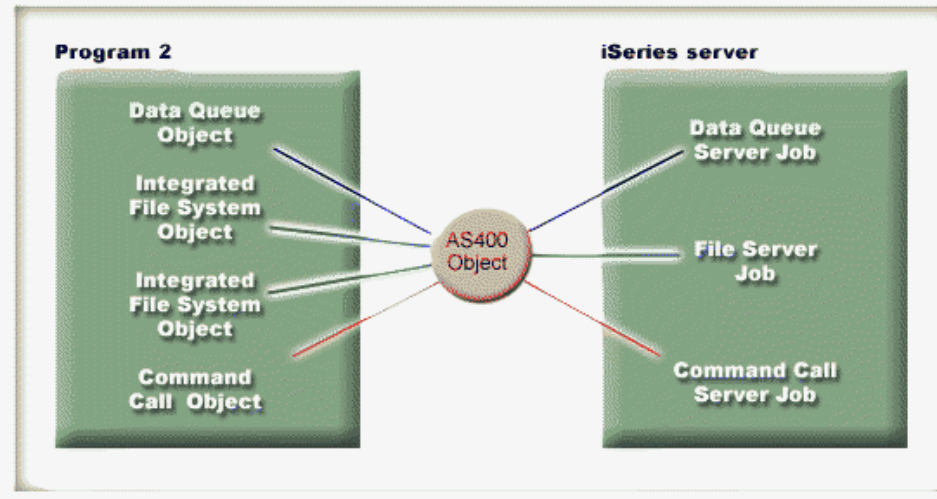 Program 2
Data Queue
Object
Integrated
File System
Object
Integrated
File System
Object
Command
Call Object
AS400
Object
iSeries server
Data Queue
Server Job
File Server
Job
Command Call
Server Job